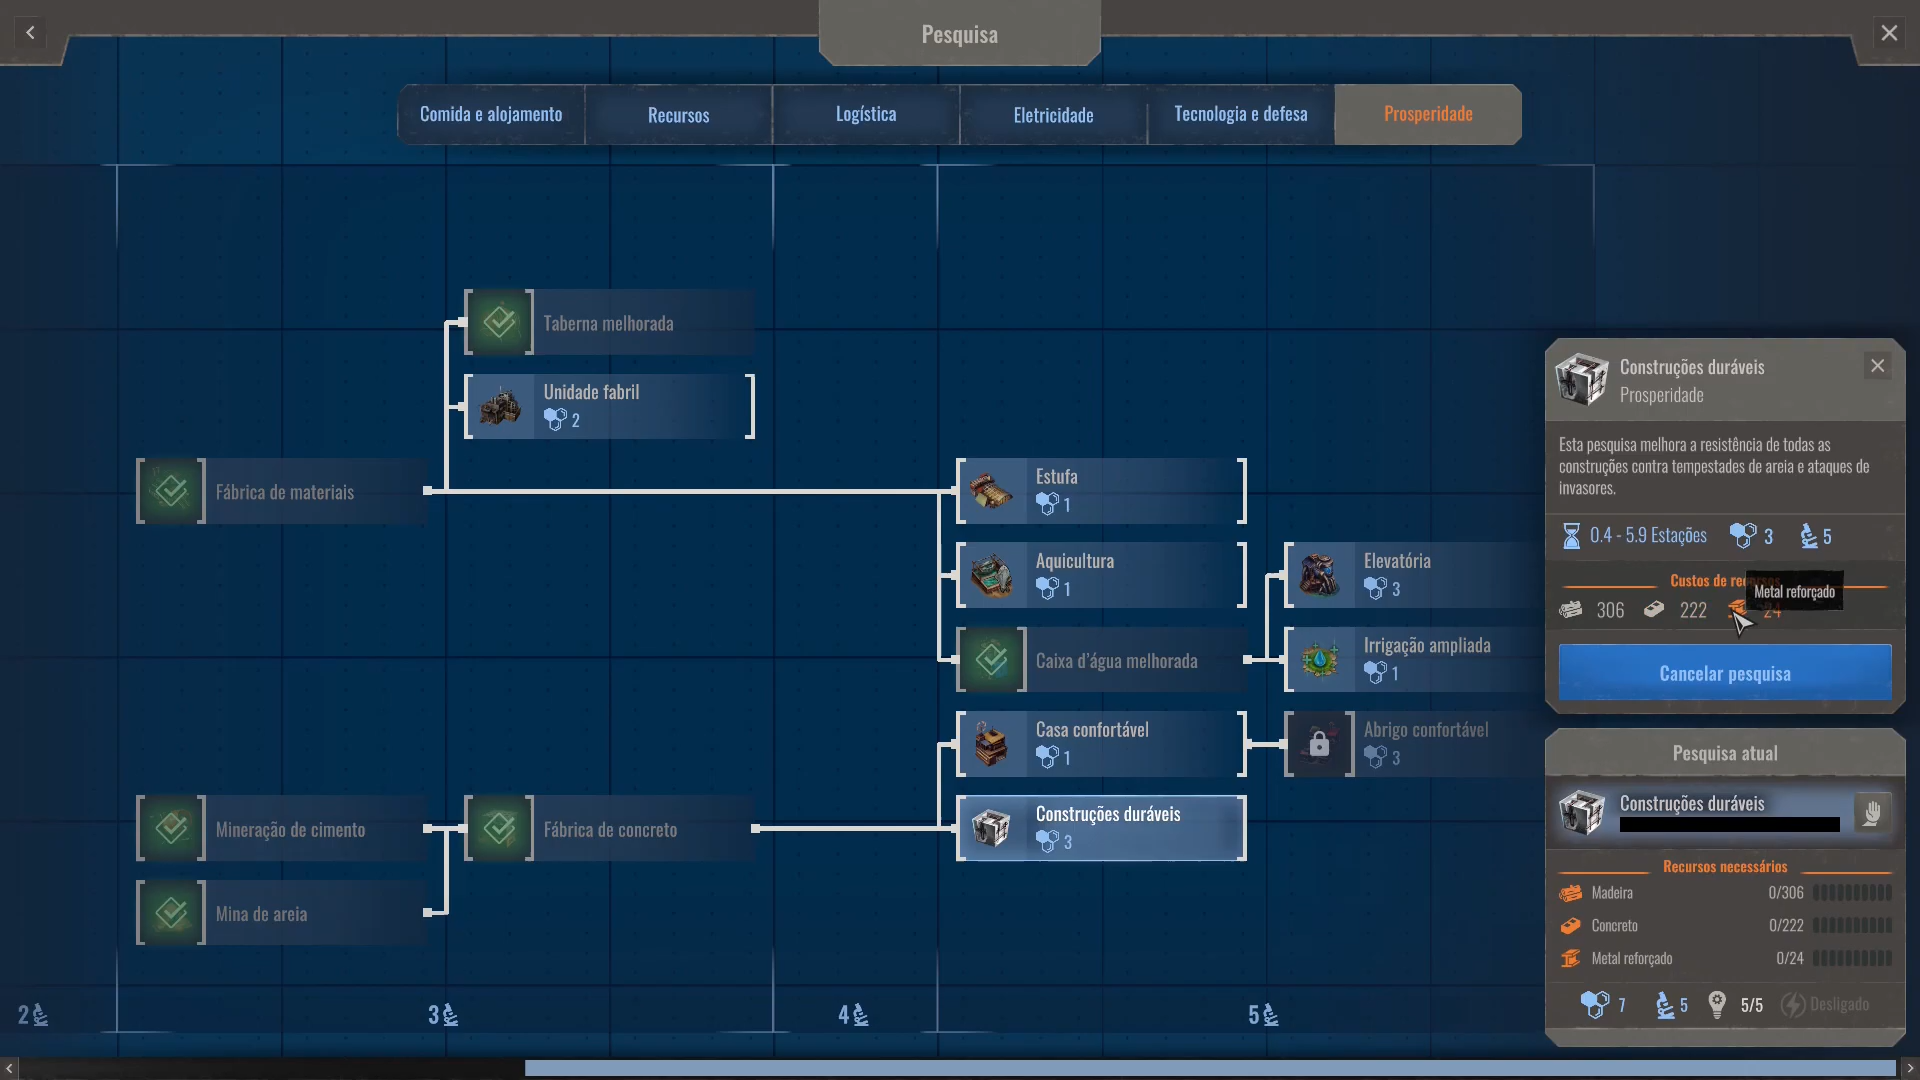 Pesquisa
Comida e alojamento
Recursos
Logística
Eletricidade
Tecnologia e defesa
Prosperidade
Taberna melhorada
Unidade fabril
2
Fábrica de materiais
Estufa
1
Aquicultura
1
Elevatória
3
Caixa d'água melhorada
Irrigação ampliada
1
Casa confortável
1
Abrigo confortável
3
Mineração de cimento
Fábrica de concreto
Construções duráveis
3
Mina de areia
2
3
4
5
Construções duráveis
Prosperidade
Esta pesquisa melhora a resistência de todas as
construções contra tempestades de areia e ataques de
invasores.
0.4 - 5.9 Estações 3 5
Custos de
Metal reforçado
306 222 24
Cancelar pesquisa
Pesquisa atual
Construções duráveis
Recursos necessários
Madeira 0/306
Concreto 0/222
Metal reforçado 0/24
7 5 5/5 Desligado